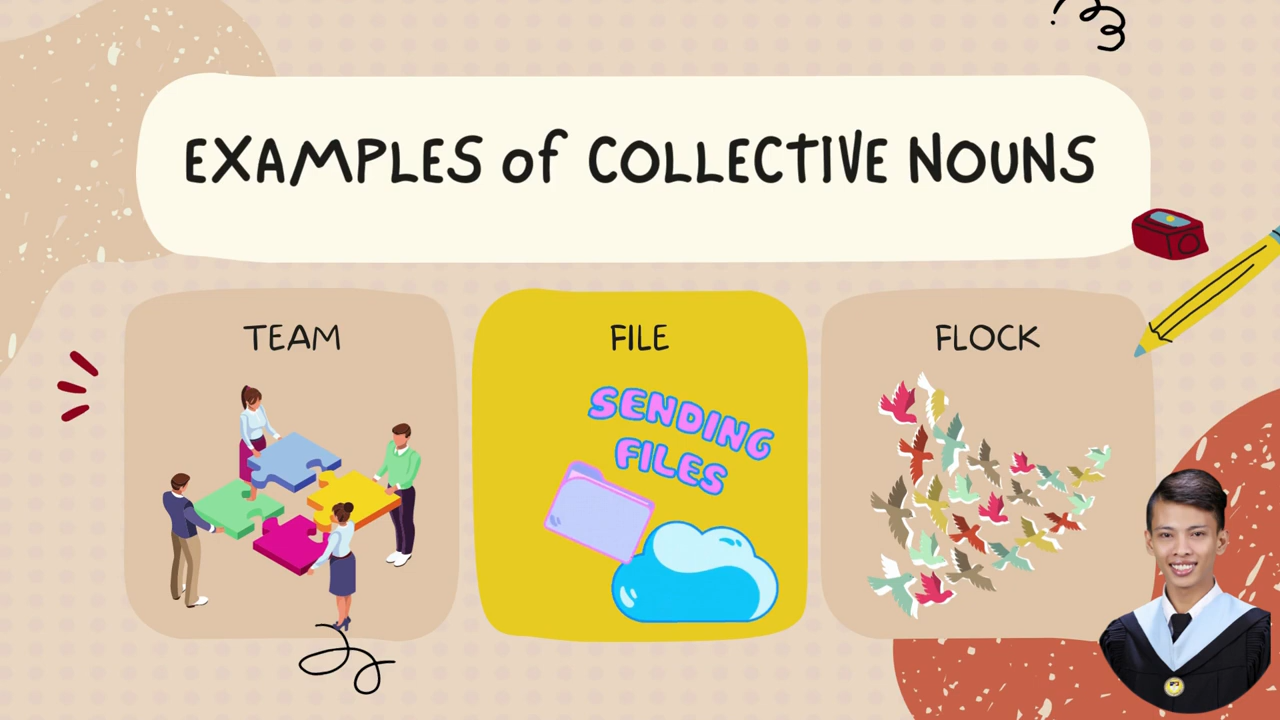 EXAMPLES of COLLECTIVE NOUNS
TEAM
FILE
SENDING
FILES
FLOCK